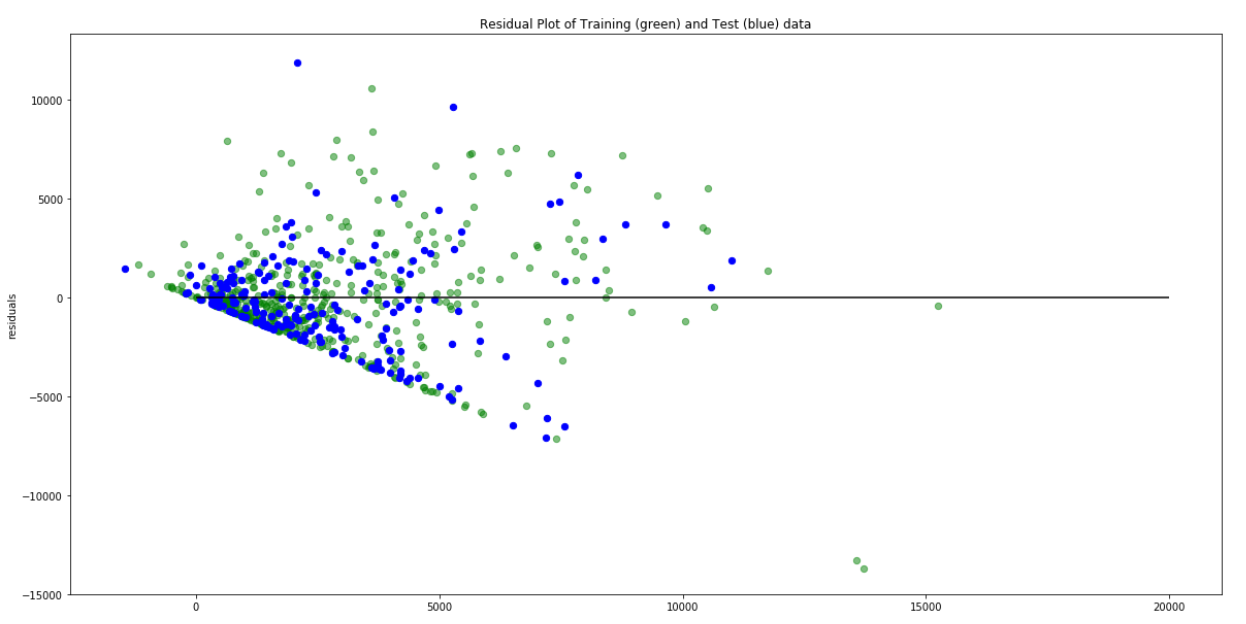 Residual Plot of Training (green) and Test (blue) data
10000
5000
0
−5000
−10000
−15000
residuals
0 5000 10000 15000 20000